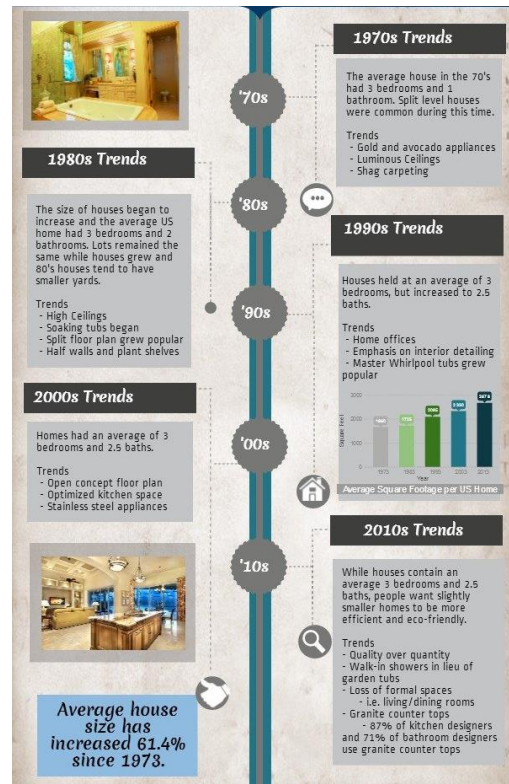 1970s Trends
'70s
The average house in the 70's
had 3 bedrooms and 1
bathroom. Split level houses
were common during this time.
Trends
- Gold and avocado appliances
- Luminous Ceilings
- Shag carpeting
1980s Trends
'80s
The size of houses began to
increase and the average US
home had 3 bedrooms and 2
bathrooms. Lots remained the
same while houses grew and
80's houses tend to have
smaller yards.
Trends
- High Ceilings
- Soaking tubs began
- Split floor plan grew popular
- Half walls and plant shelves
1990s Trends
'90s
Houses held at an average of 3
bedrooms, but increased to 2.5
baths.
Trends
- Home offices
- Emphasis on interior detailing
- Master Whirlpool tubs grew
popular
3000
2000
1000
0
Square Feet
1973
1983
1993
2003
2013
Year
Average Square Footage per US Home
2000s Trends
'00s
Homes had an average of 3
bedrooms and 2.5 baths.
Trends
- Open concept floor plan
- Optimized kitchen space
- Stainless steel appliances
2010s Trends
'10s
While houses contain an
average 3 bedrooms and 2.5
baths, people want slightly
smaller homes to be more
efficient and eco-friendly.
Trends
- Quality over quantity
- Walk-in showers in lieu of
garden tubs
- Loss of formal spaces
- i.e. living/dining rooms
- Granite counter tops
- 87% of kitchen designers
and 71% of bathroom designers
use granite counter tops
Average house
size has
increased 61.4%
since 1973.